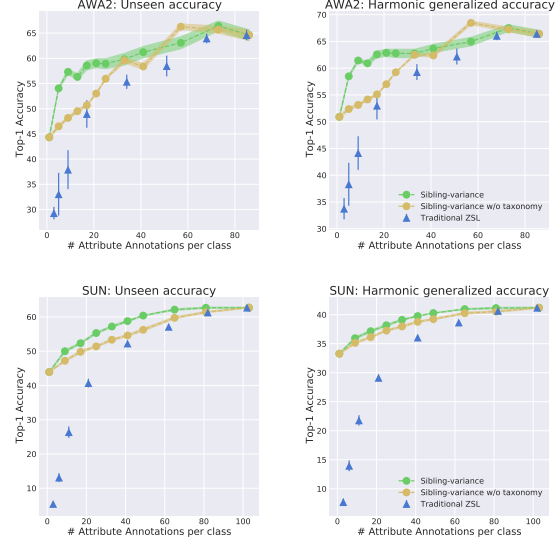 AWA2: Unseen accuracy
65
60
55
50
45
40
35
30
Top-1 Accuracy
0 20 40 60 80
# Attribute Annotations per class
AWA2: Harmonic generalized accuracy
70
65
60
55
50
45
40
35
30
Top-1 Accuracy
Sibling-variance
Sibling-variance w/o taxonomy
Traditional ZSL
0 20 40 60 80
# Attribute Annotations per class
SUN: Unseen accuracy
60
50
40
30
20
10
Top-1 Accuracy
0 20 40 60 80 100
# Attribute Annotations per class
SUN: Harmonic generalized accuracy
40
35
30
25
20
15
10
Top-1 Accuracy
Sibling-variance
Sibling-variance w/o taxonomy
Traditional ZSL
0 20 40 60 80 100
# Attribute Annotations per class